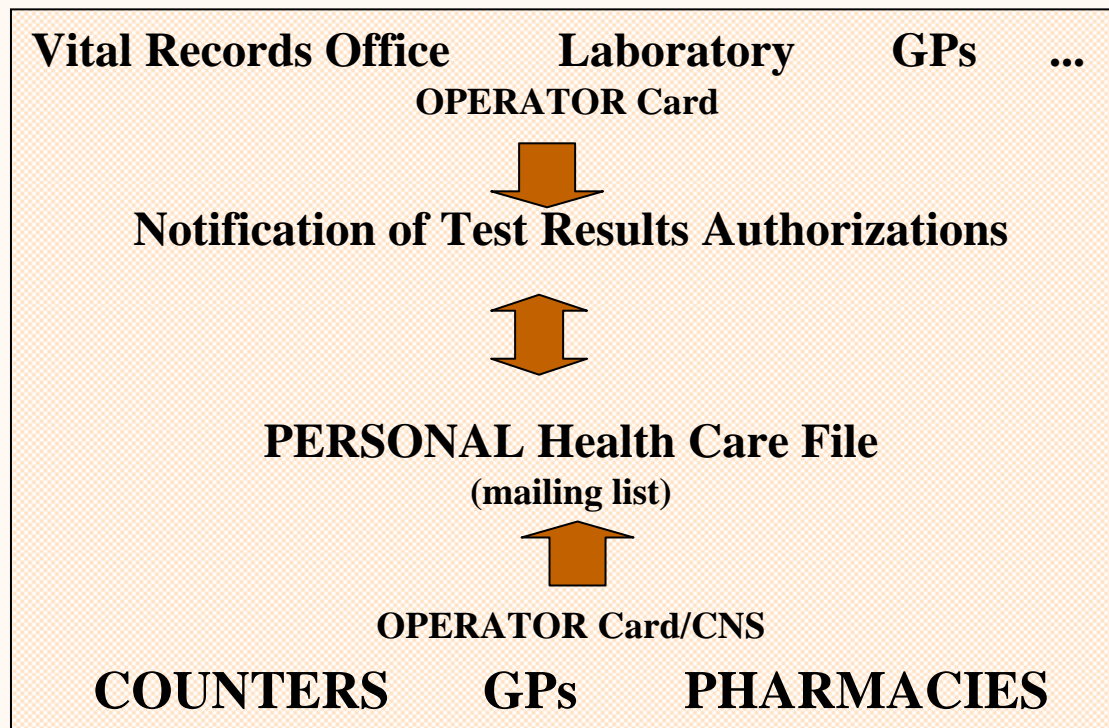 Vital Records Office Laboratory GPs ...
OPERATOR Card
Notification of Test Results Authorizations
PERSONAL Health Care File
(mailing list)
OPERATOR Card/CNS
COUNTERS GPs PHARMACIES